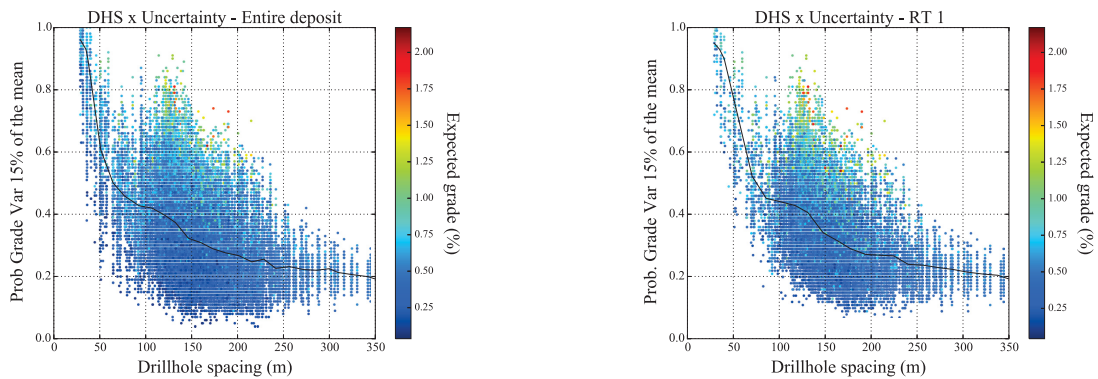 DHS x Uncertainty - Entire deposit
Prob Grade Var 15% of the mean
1.0
0.8
0.6
0.4
0.2
0.0
0 50 100 150 200 250 300 350
Drillhole spacing (m)
2.00
1.75
1.50
1.25
1.00
0.75
0.50
0.25
Expected grade (%)
DHS x Uncertainty - RT 1
Prob. Grade Var 15% of the mean
1.0
0.8
0.6
0.4
0.2
0.0
0 50 100 150 200 250 300 350
Drillhole spacing (m)
2.00
1.75
1.50
1.25
1.00
0.75
0.50
0.25
Expected grade (%)